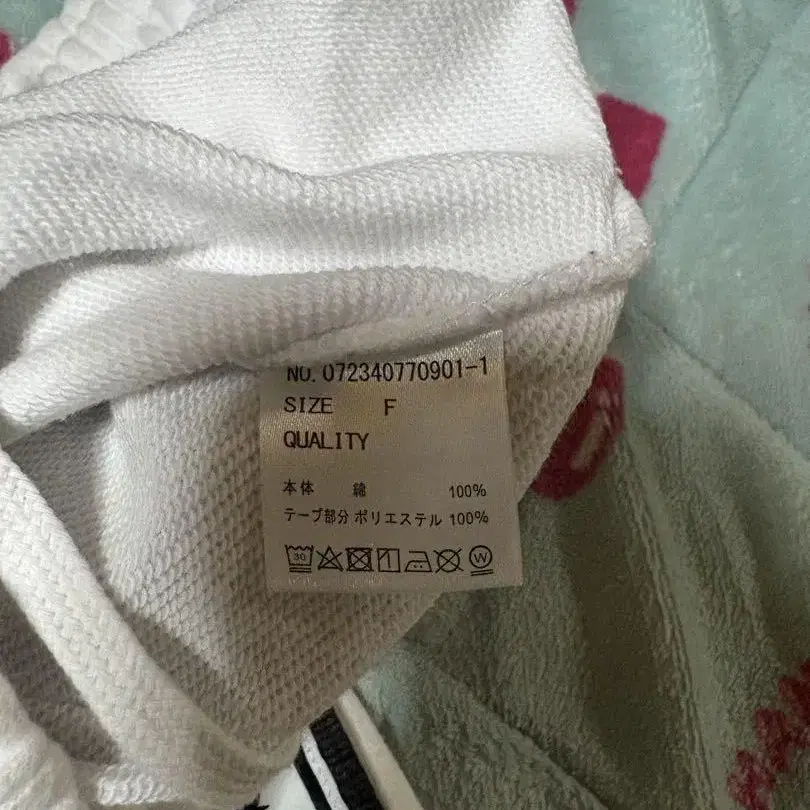 NO. 072340770901-1
SIZE F
QUALITY
本体 綿 100%
テープ部分 ポリエステル 100%
30 W